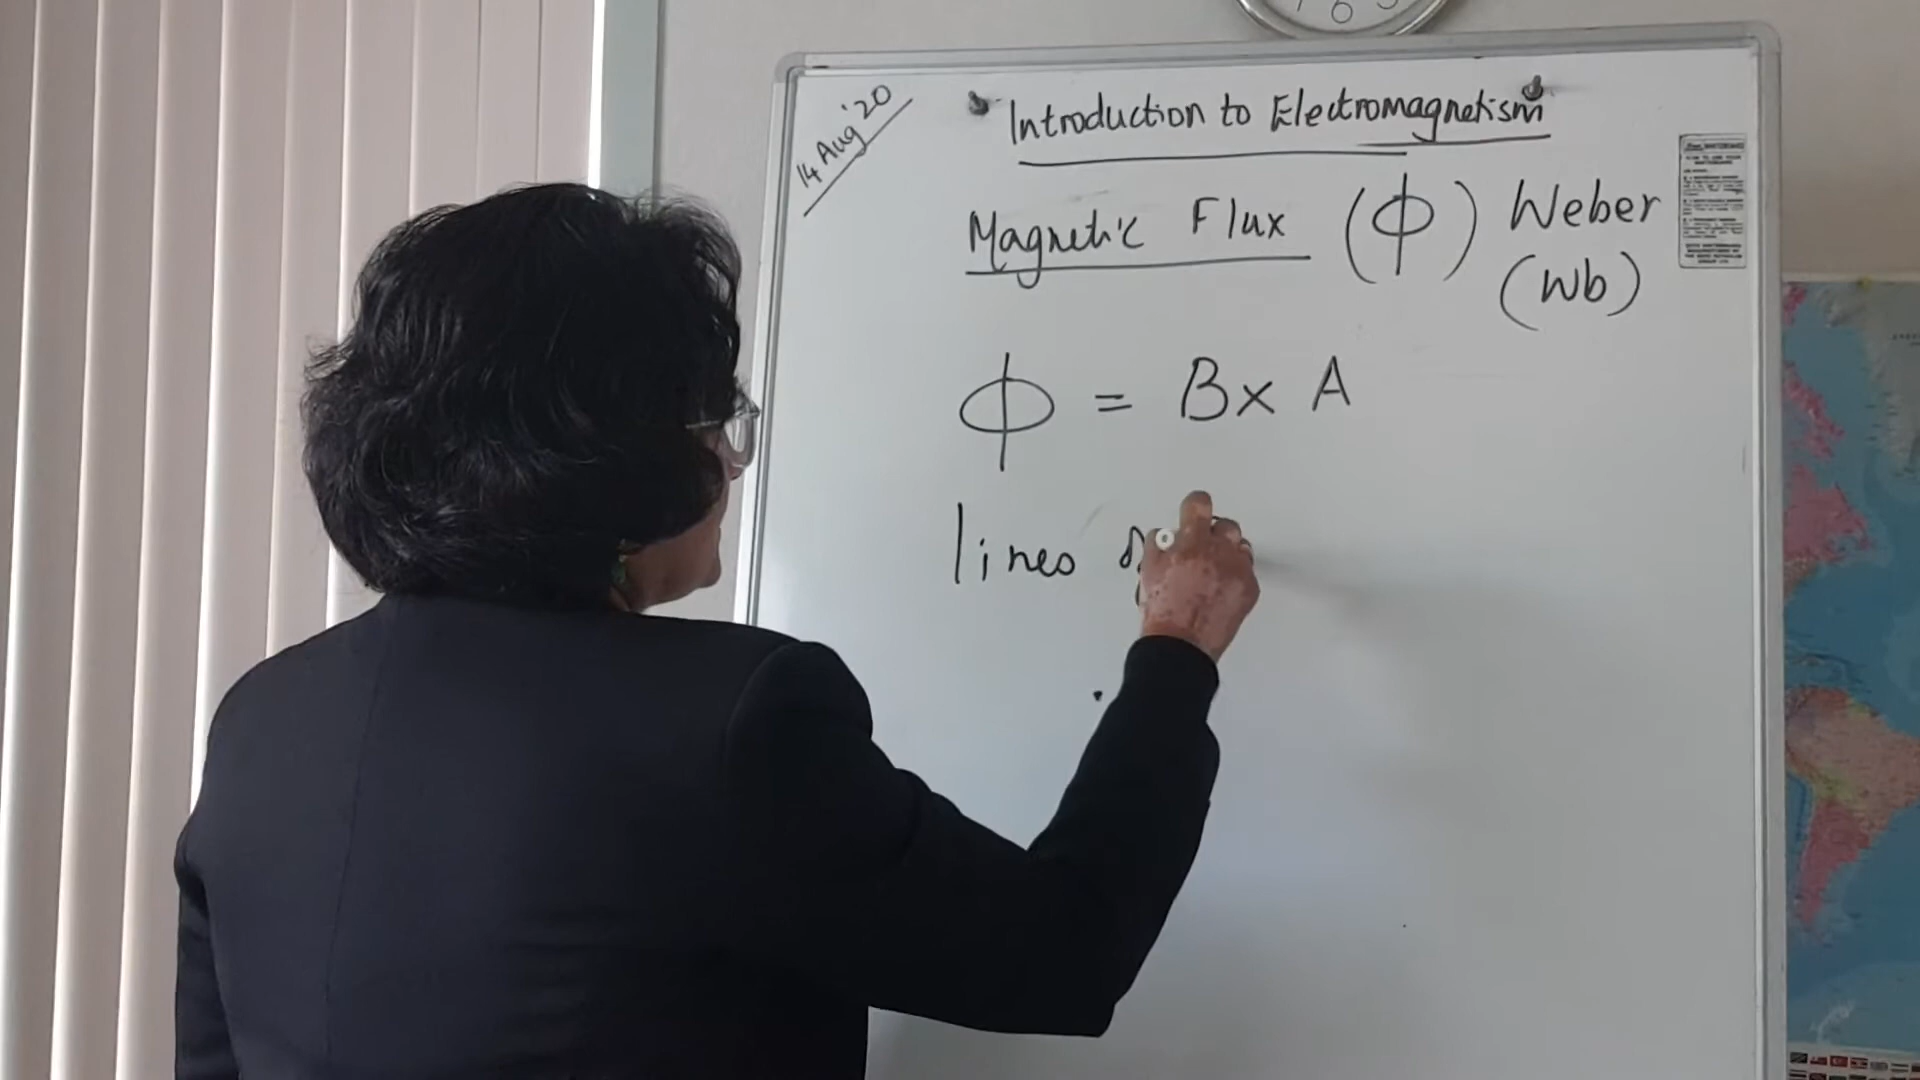 14 Aug '20
Introduction to Electromagnetism
Magnetic Flux (ϕ) Weber
(Wb)
ϕ = B x A
lines